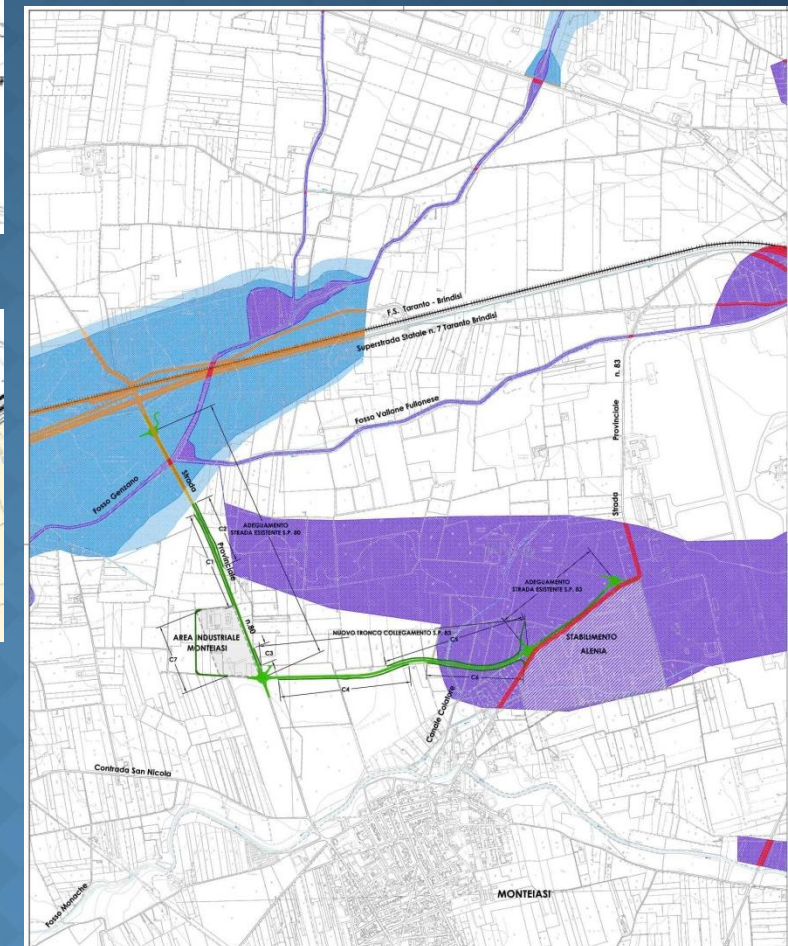 F.S. Taranto - Brindisi
Superstrada Statale n. 7 Taranto Brindisi
Strada Provinciale n. 83
Fosso Vallone Fullonese
Fosso Genzano
Strada
Provinciale
n.80
C2
C1
ADEGUAMENTO
STRADA ESISTENTE S.P. 80
ADEGUAMENTO
STRADA ESISTENTE S.P. 83
NUOVO TRONCO COLLEGAMENTO S.P. 83
C5
AREA INDUSTRIALE
MONTEIASI
STABILIMENTO
ALENIA
C3
C7
C4
C6
Canale Colatore
Contrada San Nicola
Fosso Monache
MONTEIASI